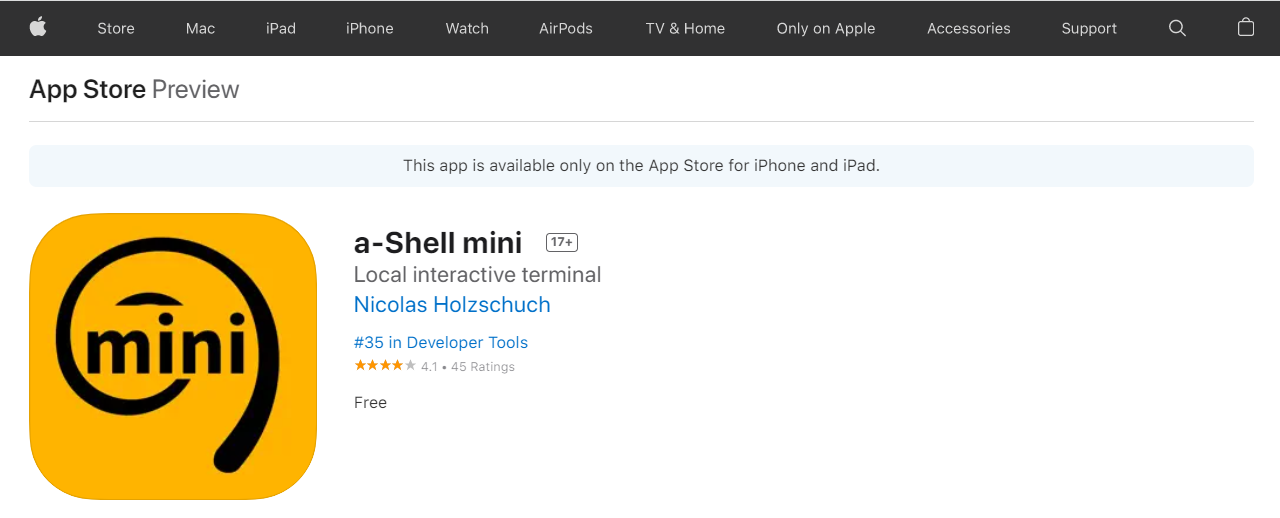 Store Mac iPad iPhone Watch AirPods TV & Home Only on Apple Accessories Support
App Store Preview
This app is available only on the App Store for iPhone and iPad.
mini
a-Shell mini 17+
Local interactive terminal
Nicolas Holzschuch
#35 in Developer Tools
4.1 • 45 Ratings
Free